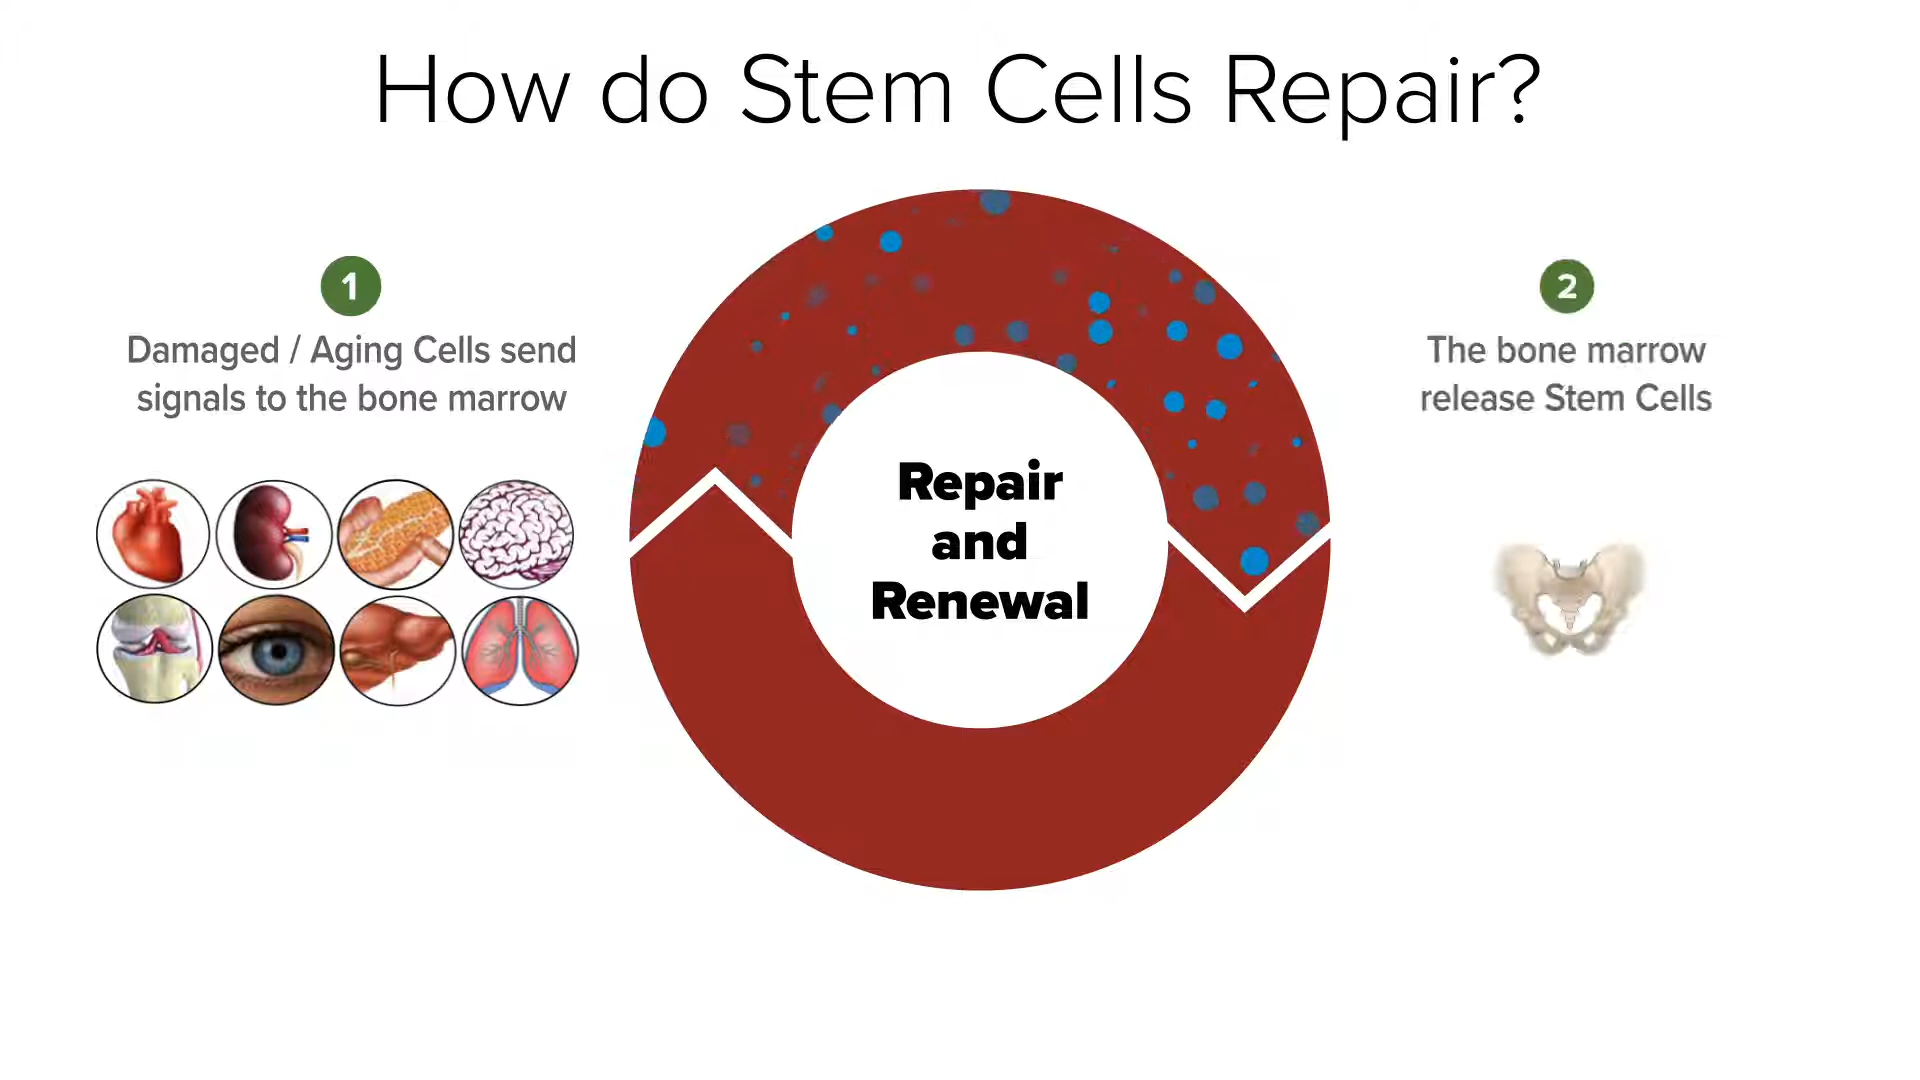 How do Stem Cells Repair?
1
Damaged / Aging Cells send
signals to the bone marrow
2
The bone marrow
release Stem Cells
Repair
and
Renewal